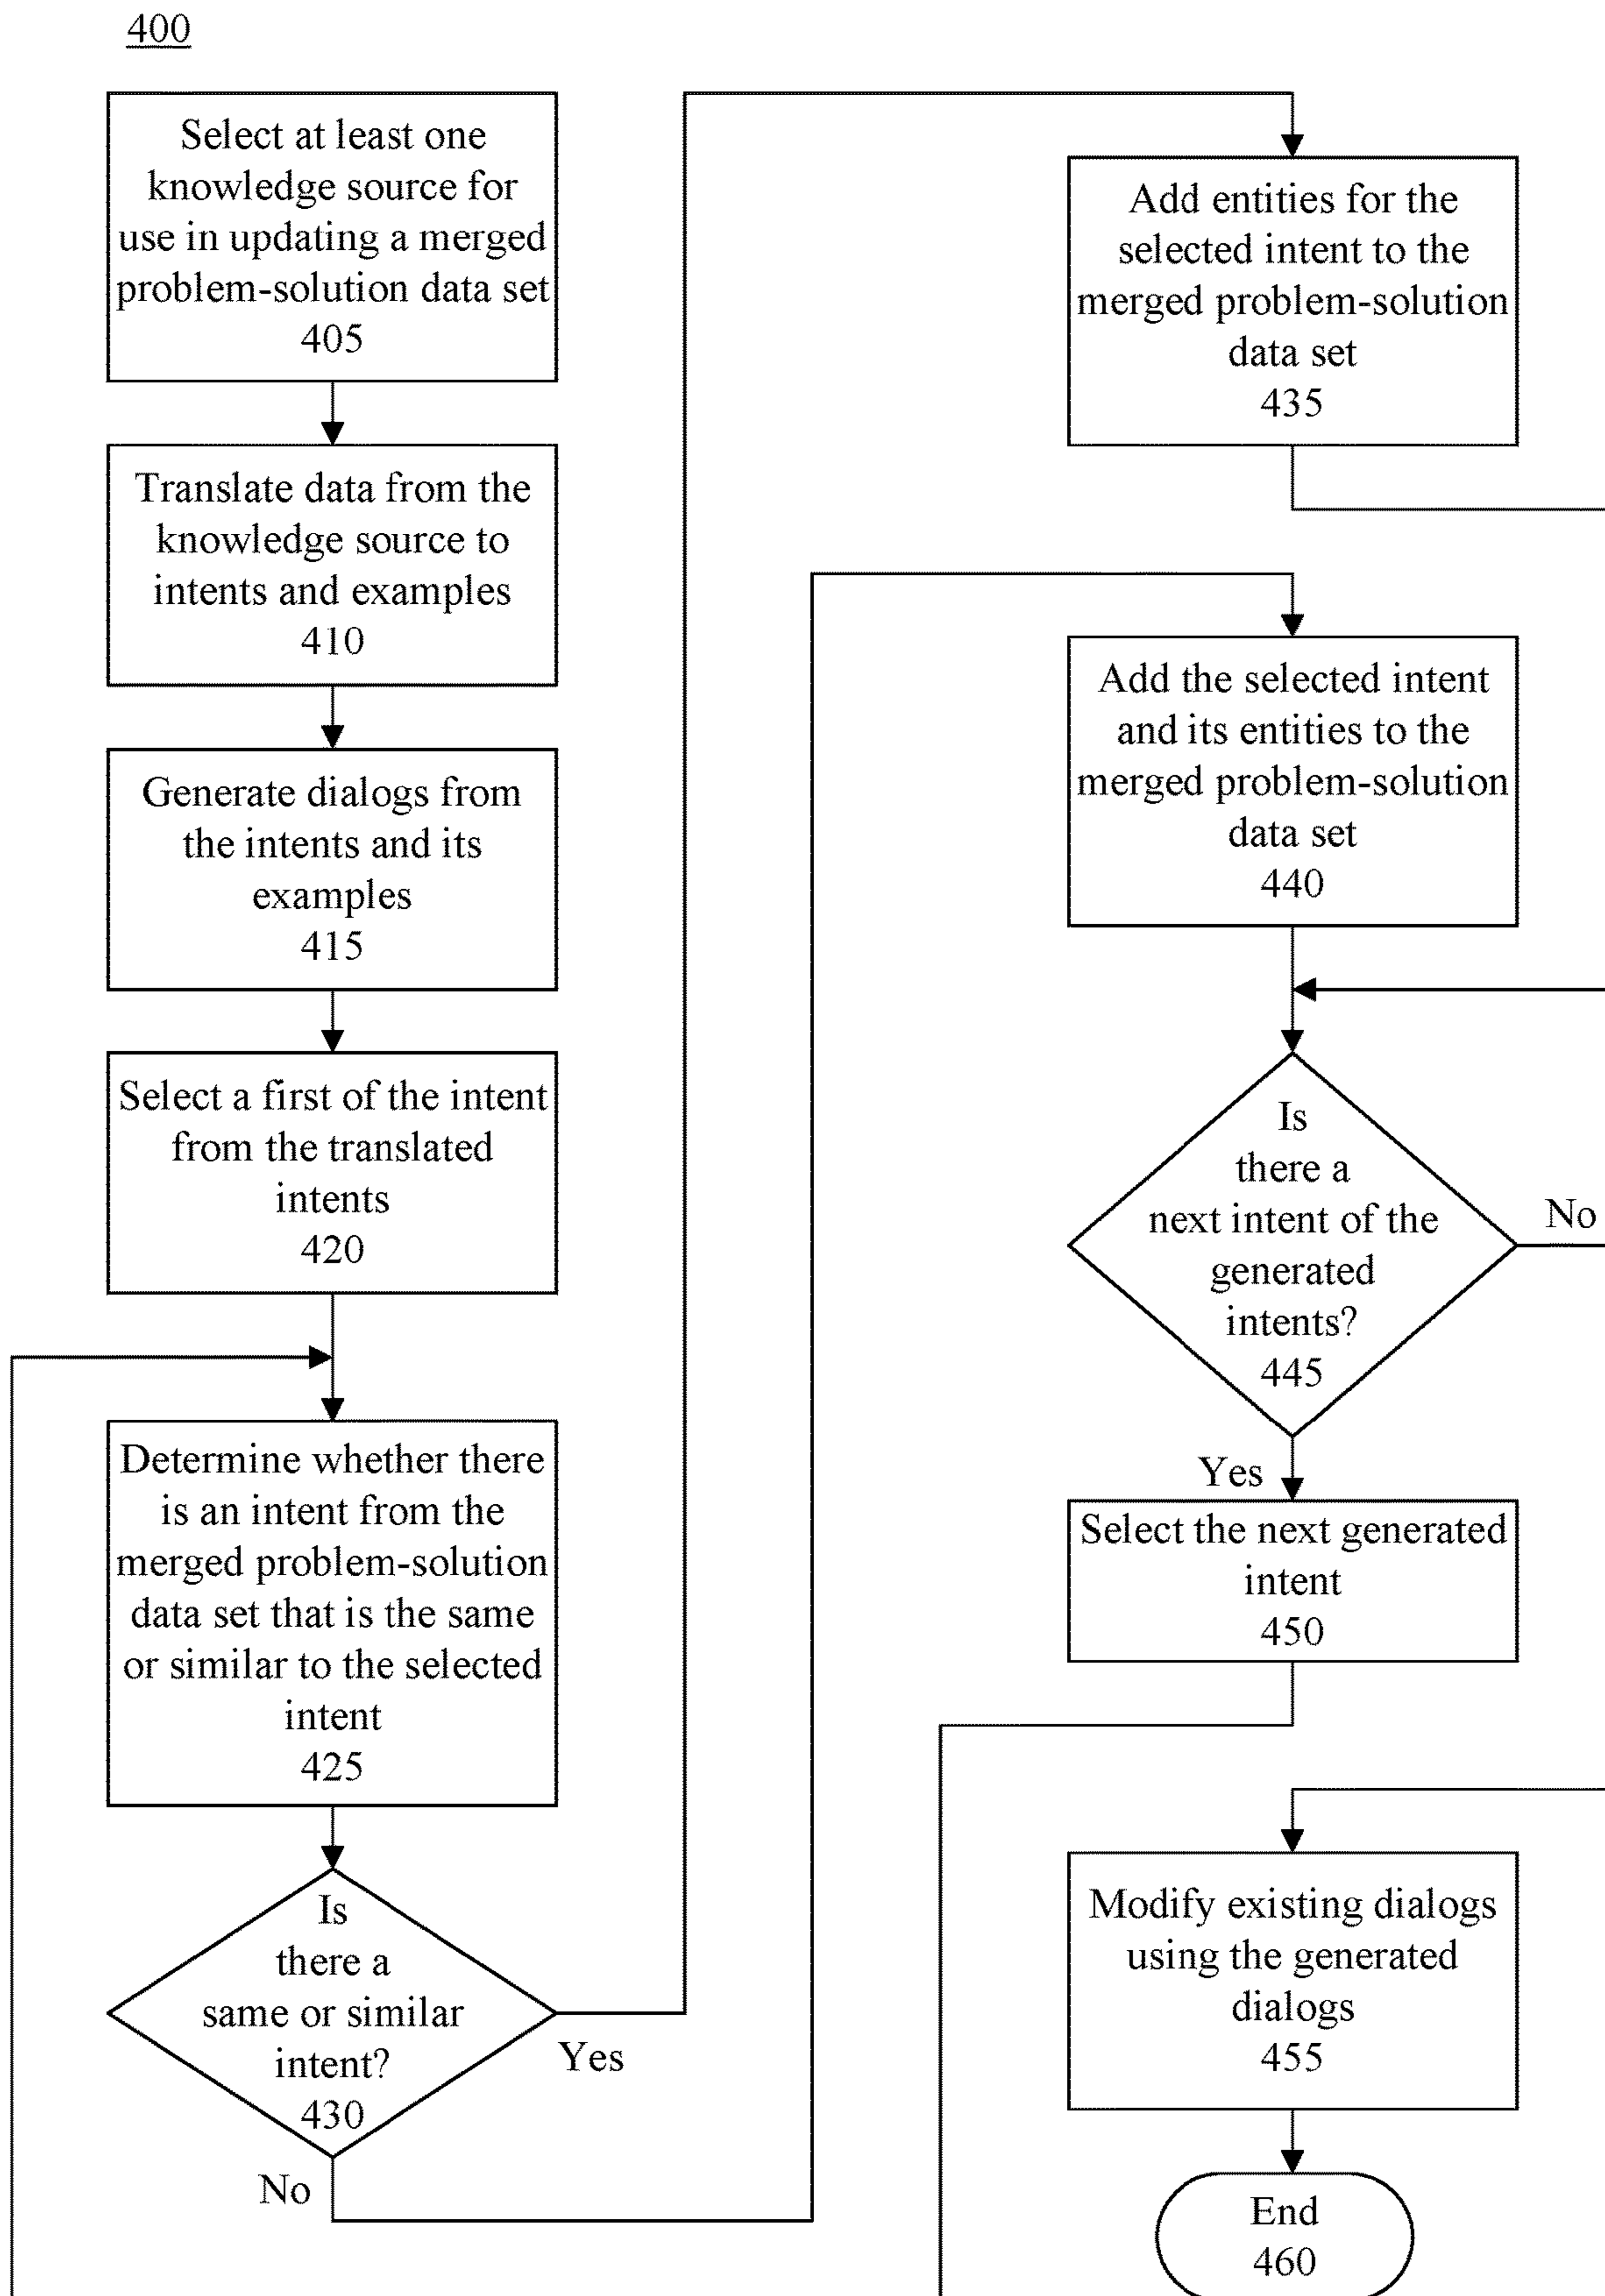 400
Select at least one
knowledge source for
use in updating a merged
problem-solution data set
405
Translate data from the
knowledge source to
intents and examples
410
Generate dialogs from
the intents and its
examples
415
Select a first of the intent
from the translated
intents
420
Determine whether there
is an intent from the
merged problem-solution
data set that is the same
or similar to the selected
intent
425
Is
there a
same or similar
intent?
430
Yes
No
Add entities for the
selected intent to the
merged problem-solution
data set
435
Add the selected intent
and its entities to the
merged problem-solution
data set
440
Is
there a
next intent of the
generated
intents?
445
No
Yes
Select the next generated
intent
450
Modify existing dialogs
using the generated
dialogs
455
End
460